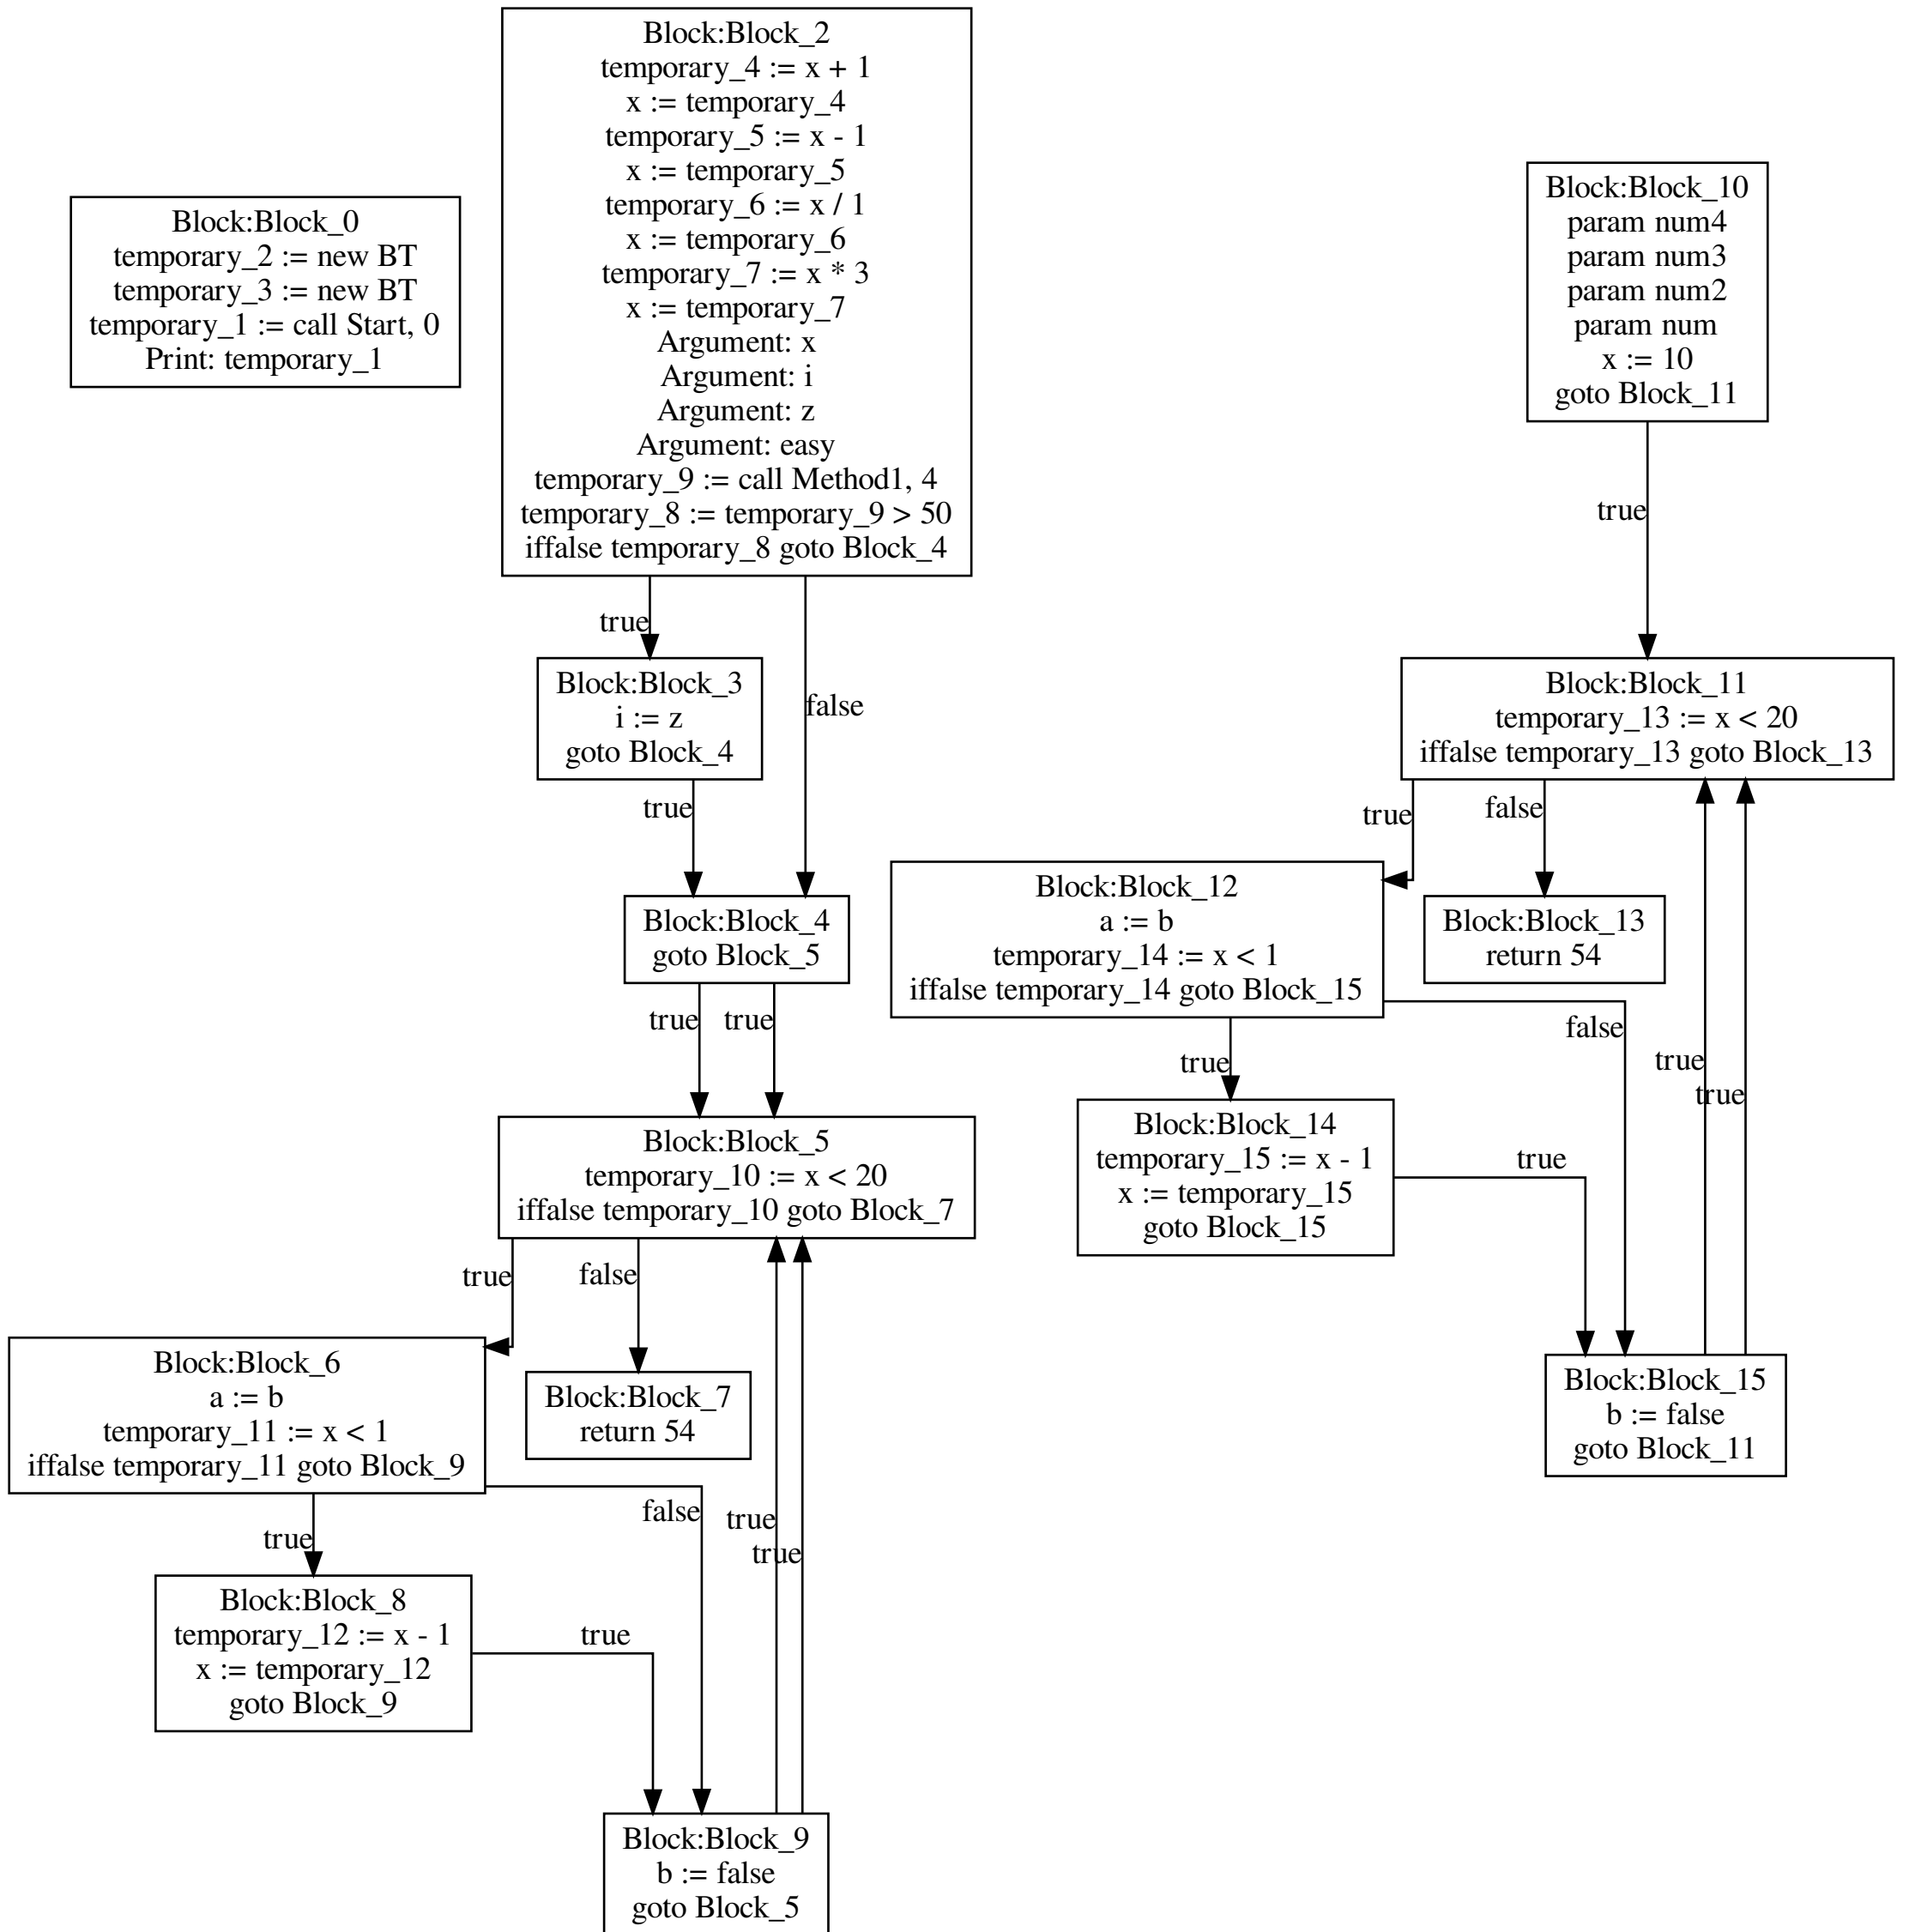 Block:Block_0
temporary_2 := new BT
temporary_3 := new BT
temporary_1 := call Start, 0
Print: temporary_1
Block:Block_2
temporary_4 := x + 1
x := temporary_4
temporary_5 := x - 1
x := temporary_5
temporary_6 := x / 1
x := temporary_6
temporary_7 := x * 3
x := temporary_7
Argument: x
Argument: i
Argument: z
Argument: easy
temporary_9 := call Method1, 4
temporary_8 := temporary_9 > 50
iffalse temporary_8 goto Block_4
true
false
Block:Block_3
i := z
goto Block_4
true
Block:Block_4
goto Block_5
true
true
Block:Block_5
temporary_10 := x < 20
iffalse temporary_10 goto Block_7
true
false
Block:Block_6
a := b
temporary_11 := x < 1
iffalse temporary_11 goto Block_9
Block:Block_7
return 54
true
false
true
true
Block:Block_8
temporary_12 := x - 1
x := temporary_12
goto Block_9
true
Block:Block_9
b := false
goto Block_5
Block:Block_10
param num4
param num3
param num2
param num
x := 10
goto Block_11
true
Block:Block_11
temporary_13 := x < 20
iffalse temporary_13 goto Block_13
true
false
Block:Block_12
a := b
temporary_14 := x < 1
iffalse temporary_14 goto Block_15
Block:Block_13
return 54
true
false
true
true
Block:Block_14
temporary_15 := x - 1
x := temporary_15
goto Block_15
true
Block:Block_15
b := false
goto Block_11